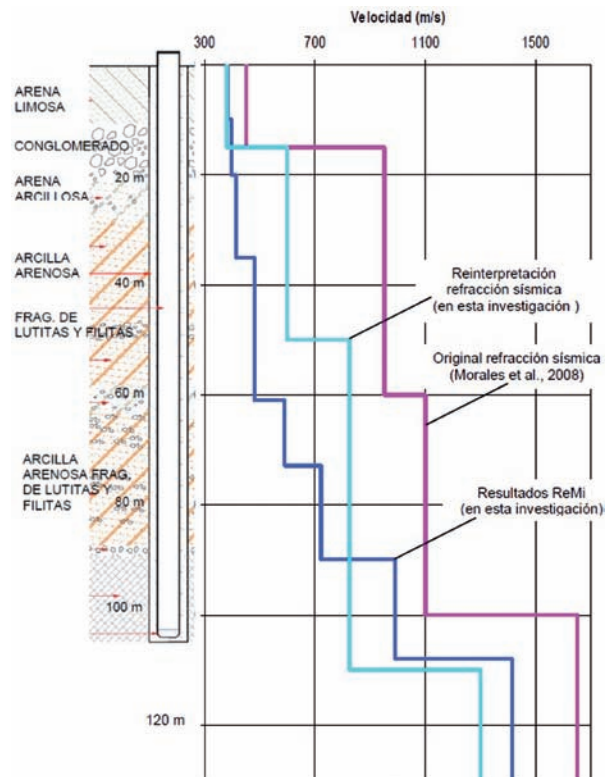 Velocidad (m/s)
300 700 1100 1500
ARENA
LIMOSA
CONGLOMERADO
20 m
ARENA
ARCILLOSA
ARCILLA
ARENOSA
40 m
FRAG. DE
LUTITAS Y FILITAS
60 m
ARCILLA
ARENOSA FRAG.
DE LUTITAS Y
FILITAS
80 m
100 m
120 m
Reinterpretación
refracción sísmica
(en esta investigación )
Original refracción sísmica
(Morales et al., 2008)
Resultados ReMi
(en esta investigación)